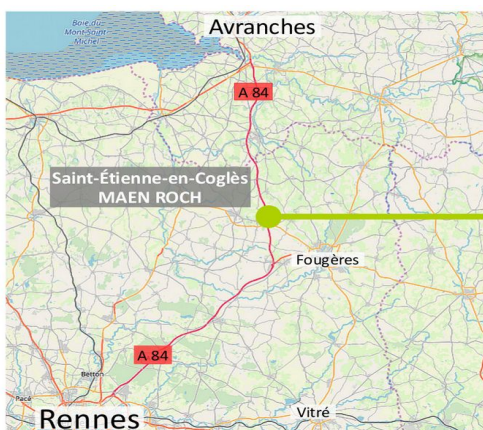 Avranches
Baie du
Mont-Saint
Michel
A 84
Saint-Étienne-en-Coglès
MAEN ROCH
Fougères
A 84
Betton
Pacé
Rennes
Vitré